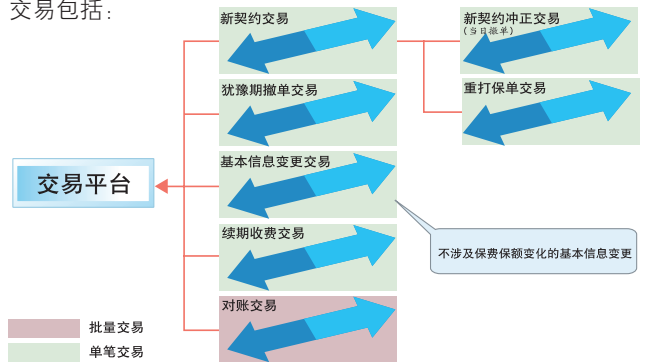 交易包括：
新契约交易
新契约冲正交易
（当日撤单）
犹豫期撤单交易
重打保单交易
基本信息变更交易
交易平台
续期收费交易
不涉及保费保额变化的基本信息变更
对账交易
批量交易
单笔交易